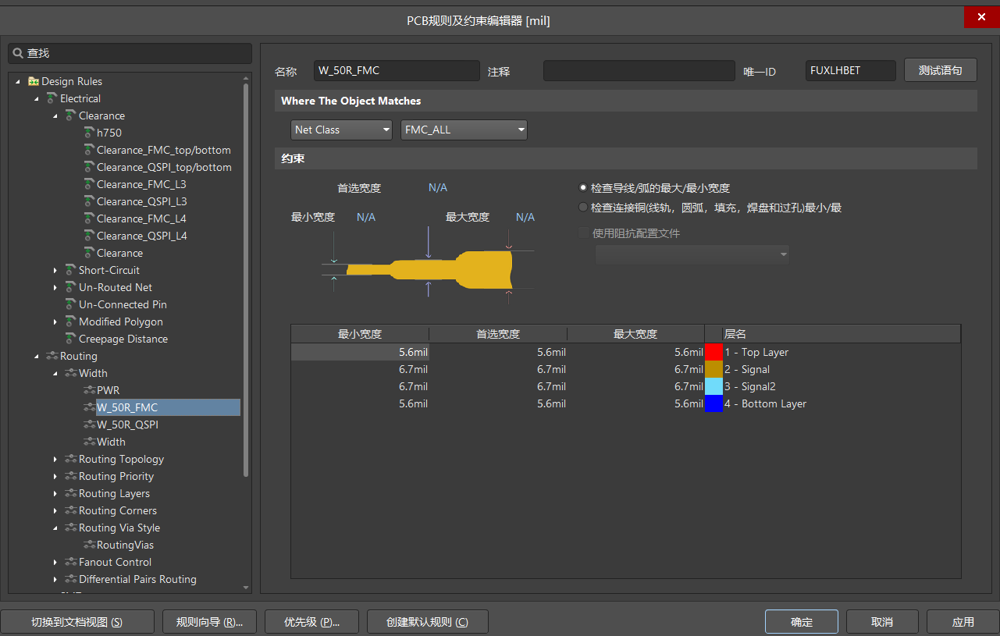 PCB规则及约束编辑器 [mil]
查找
Design Rules
Electrical
Clearance
h750
Clearance_FMC_top/bottom
Clearance_QSPI_top/bottom
Clearance_FMC_L3
Clearance_QSPI_L3
Clearance_FMC_L4
Clearance_QSPI_L4
Clearance
Short-Circuit
Un-Routed Net
Un-Connected Pin
Modified Polygon
Creepage Distance
Routing
Width
PWR
W_50R_FMC
W_50R_QSPI
Width
Routing Topology
Routing Priority
Routing Layers
Routing Corners
Routing Via Style
RoutingVias
Fanout Control
Differential Pairs Routing
名称 W_50R_FMC 注释 唯一ID FUXLHBET 测试语句
Where The Object Matches
Net Class FMC_ALL
约束
首选宽度 N/A
最小宽度 N/A 最大宽度 N/A
检查导线/弧的最大/最小宽度
检查连接铜(线轨，圆弧，填充，焊盘和过孔)最小/最
使用阻抗配置文件
最小宽度 首选宽度 最大宽度 层名
5.6mil 5.6mil 5.6mil 1 - Top Layer
6.7mil 6.7mil 6.7mil 2 - Signal
6.7mil 6.7mil 6.7mil 3 - Signal2
5.6mil 5.6mil 5.6mil 4 - Bottom Layer
切换到文档视图 (S) 规则向导 (R)... 优先级 (P)... 创建默认规则 (C) 确定 取消 应用